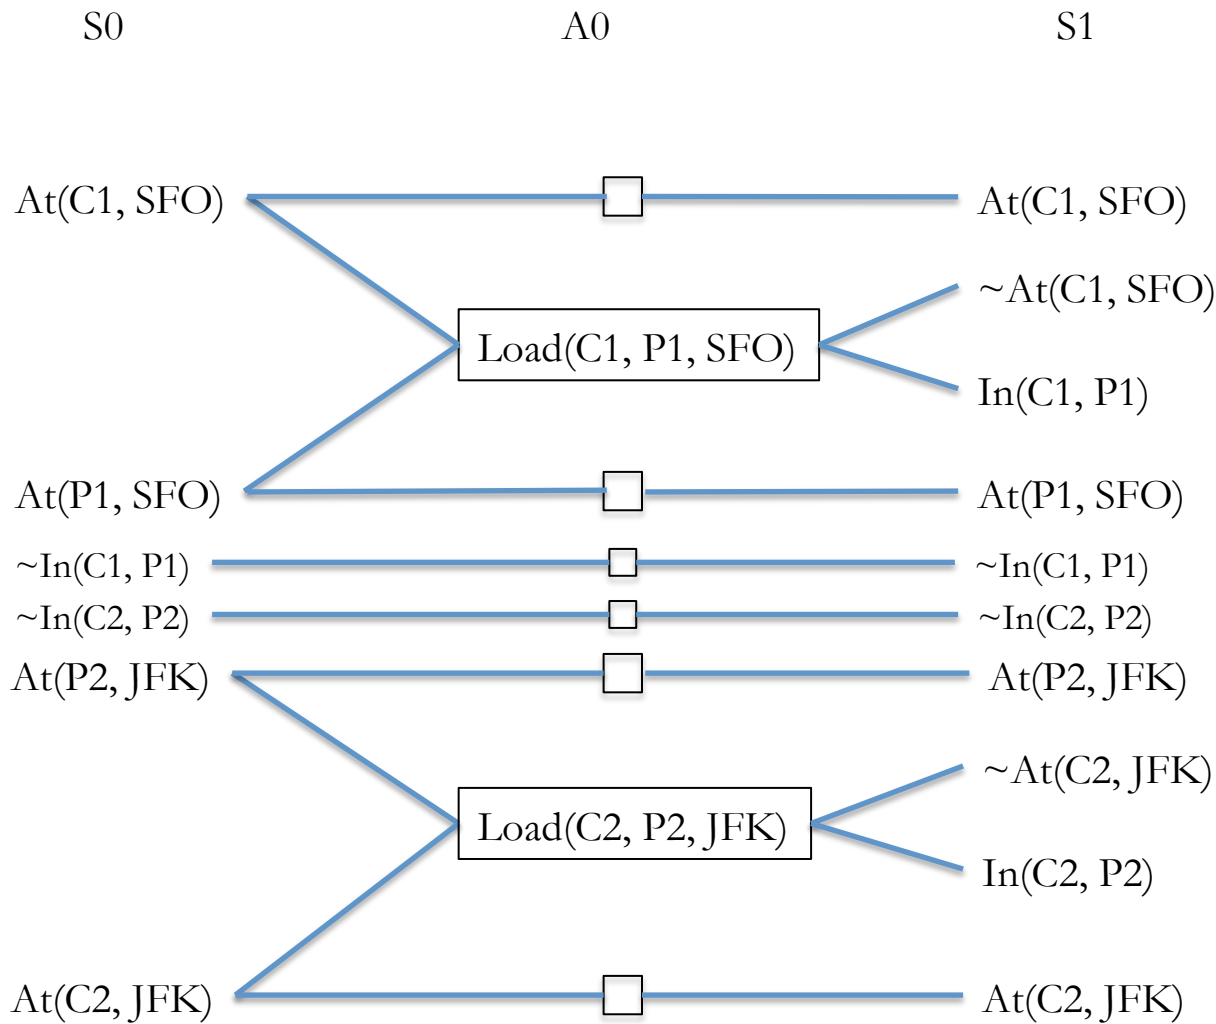 S0 A0 S1
At(C1, SFO) At(C1, SFO)
~At(C1, SFO)
Load(C1, P1, SFO)
In(C1, P1)
At(P1, SFO) At(P1, SFO)
~In(C1, P1) ~In(C1, P1)
~In(C2, P2) ~In(C2, P2)
At(P2, JFK) At(P2, JFK)
~At(C2, JFK)
Load(C2, P2, JFK)
In(C2, P2)
At(C2, JFK) At(C2, JFK)